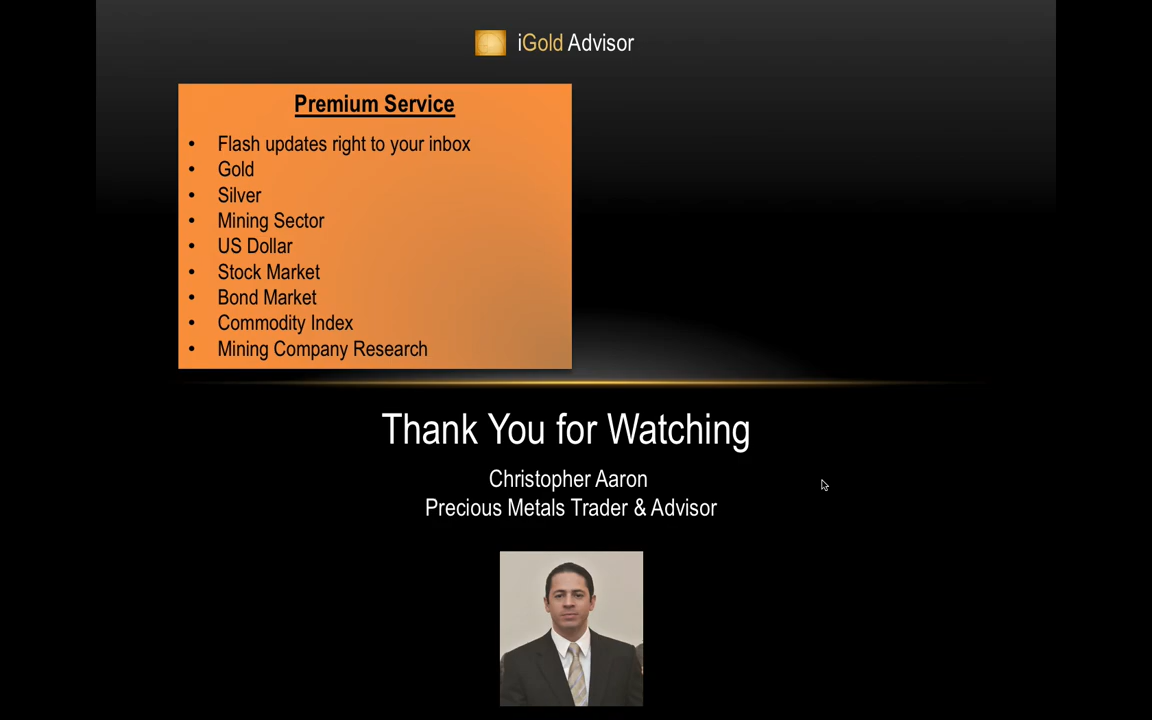 iGold Advisor
Premium Service
• Flash updates right to your inbox
• Gold
• Silver
• Mining Sector
• US Dollar
• Stock Market
• Bond Market
• Commodity Index
• Mining Company Research
Thank You for Watching
Christopher Aaron
Precious Metals Trader & Advisor